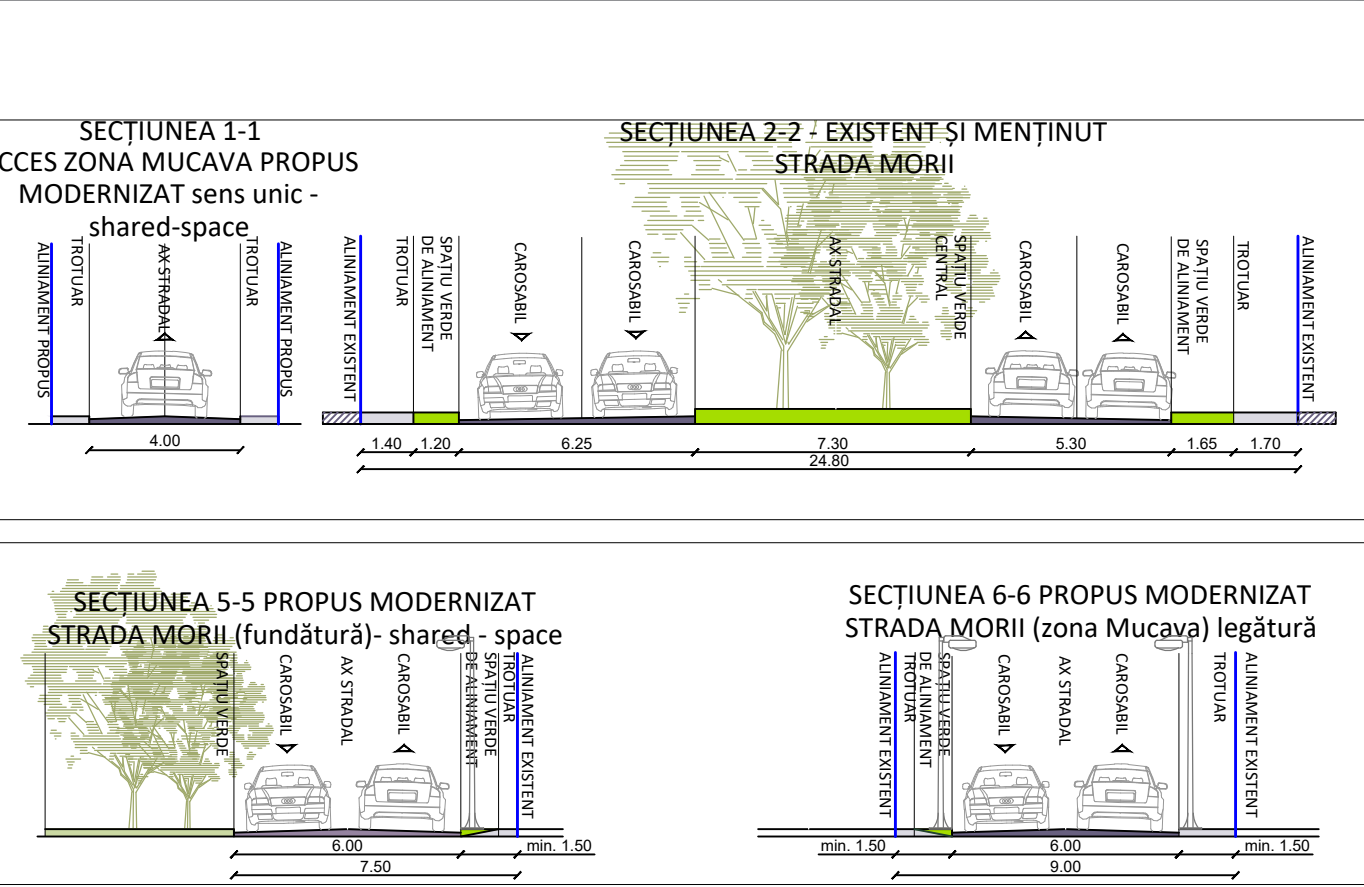 SECȚIUNEA 1-1
CCES ZONA MUCAVA PROPUS
MODERNIZAT sens unic -
shared-space
ALINIAMENT PROPUS
TROTUAR
AX STRADAL
TROTUAR
ALINIAMENT PROPUS
4.00
SECȚIUNEA 2-2 - EXISTENT ȘI MENȚINUT
STRADA MORII
ALINIAMENT EXISTENT
TROTUAR
SPAȚIU VERDE
DE ALINIAMENT
CAROSABIL
CAROSABIL
AX STRADAL
SPAȚIU VERDE
CENTRAL
CAROSABIL
CAROSABIL
SPAȚIU VERDE
DE ALINIAMENT
TROTUAR
ALINIAMENT EXISTENT
1.40 1.20 6.25 7.30 5.30 1.65 1.70
24.80
SECȚIUNEA 5-5 PROPUS MODERNIZAT
STRADA MORII (fundătură)- shared - space
SPAȚIU VERDE
CAROSABIL
AX STRADAL
CAROSABIL
SPAȚIU VERDE
DE ALINIAMENT
TROTUAR
ALINIAMENT EXISTENT
6.00 min. 1.50
7.50
SECȚIUNEA 6-6 PROPUS MODERNIZAT
STRADA MORII (zona Mucava) legătură
ALINIAMENT EXISTENT
TROTUAR
SPAȚIU VERDE
DE ALINIAMENT
CAROSABIL
AX STRADAL
CAROSABIL
TROTUAR
ALINIAMENT EXISTENT
min. 1.50 6.00 min. 1.50
9.00